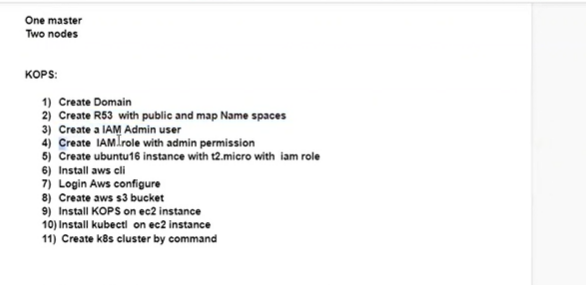 One master
Two nodes
KOPS:
1) Create Domain
2) Create R53 with public and map Name spaces
3) Create a IAM Admin user
4) Create IAM role with admin permission
5) Create ubuntu16 instance with t2.micro with iam role
6) Install aws cli
7) Login Aws configure
8) Create aws s3 bucket
9) Install KOPS on ec2 instance
10) Install kubectl on ec2 instance
11) Create k8s cluster by command